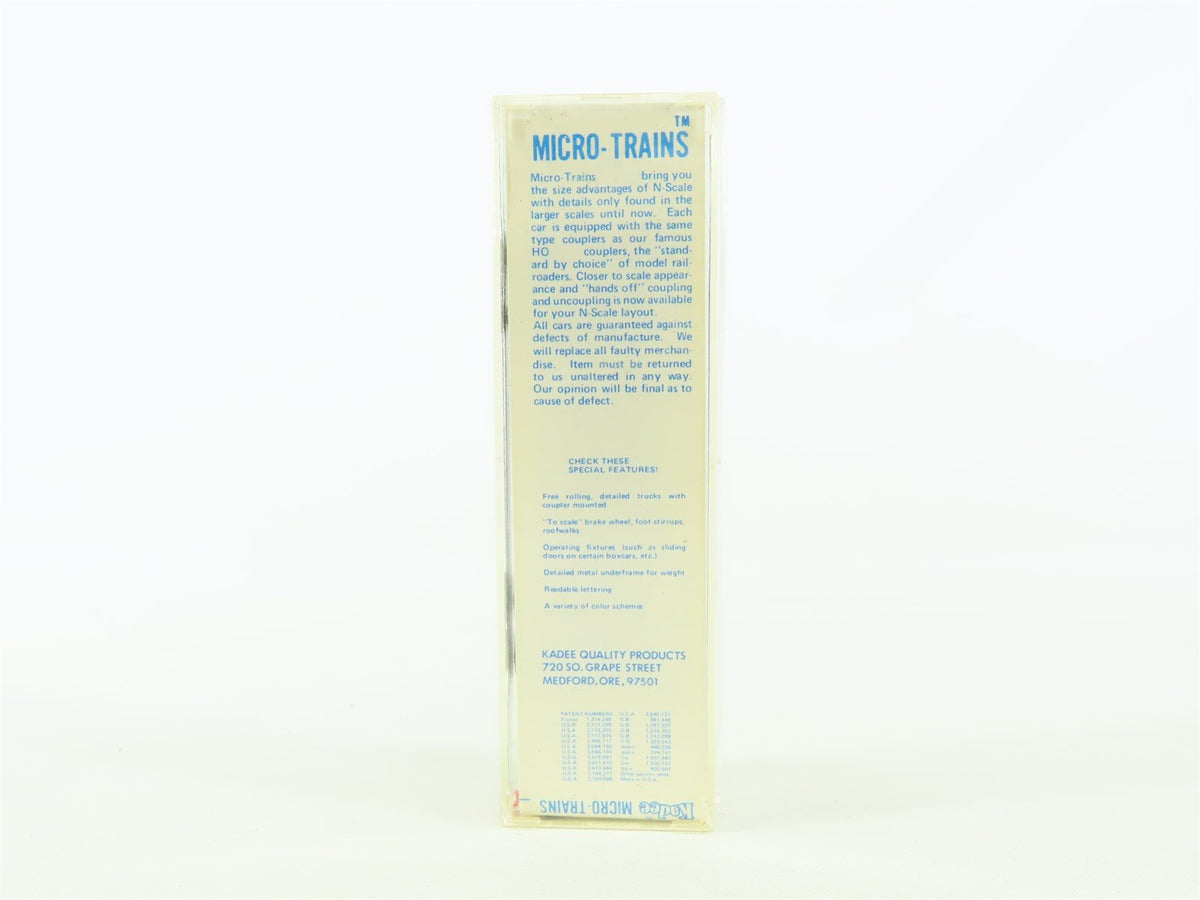 TM
MICRO-TRAINS
Micro-Trains bring you
the size advantages of N-Scale
with details only found in the
larger scales until now. Each
car is equipped with the same
type couplers as our famous
HO couplers, the "stand-
ard by choice" of model rail-
roaders. Closer to scale appear-
ance and "hands off" coupling
and uncoupling is now available
for your N-Scale layout.
All cars are guaranteed against
defects of manufacture. We
will replace all faulty merchan-
dise. Item must be returned
to us unaltered in any way.
Our opinion will be final as to
cause of defect.
CHECK THESE
SPECIAL FEATURES!
Free rolling, detailed trucks with
coupler mounted
"To scale" brake wheel, foot stirrups,
roofwalks
Operating fixtures (such as sliding
doors on certain boxcars, etc.)
Detailed metal underframe for weight
Readable lettering
A variety of color schemes
KADEE QUALITY PRODUCTS
720 SO. GRAPE STREET
MEDFORD, ORE, 97501
PATENT NUMBERS U.S.A.
France G.B.
U.S.A. G.B.
U.S.A. G.B.
U.S.A. G.B.
U.S.A. G.B.
U.S.A.
U.S.A.
U.S.A.
U.S.A.
U.S.A.
U.S.A.
U.S.A. Made in U.S.A.
Kadee MICRO-TRAINS